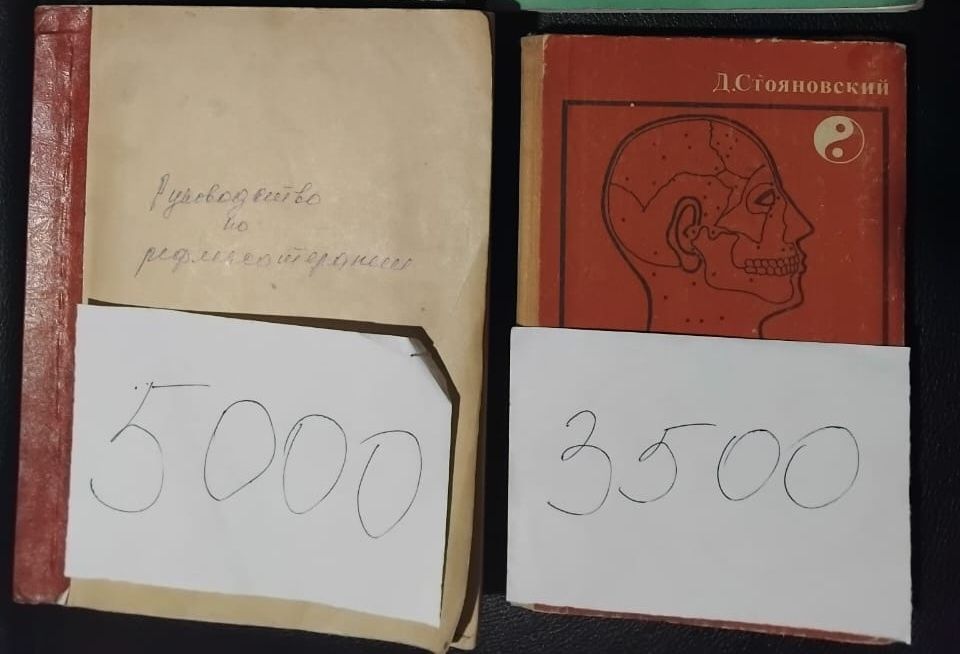 Руководство
по
рефлексотерапии
5000
Д.Стояновский
3500